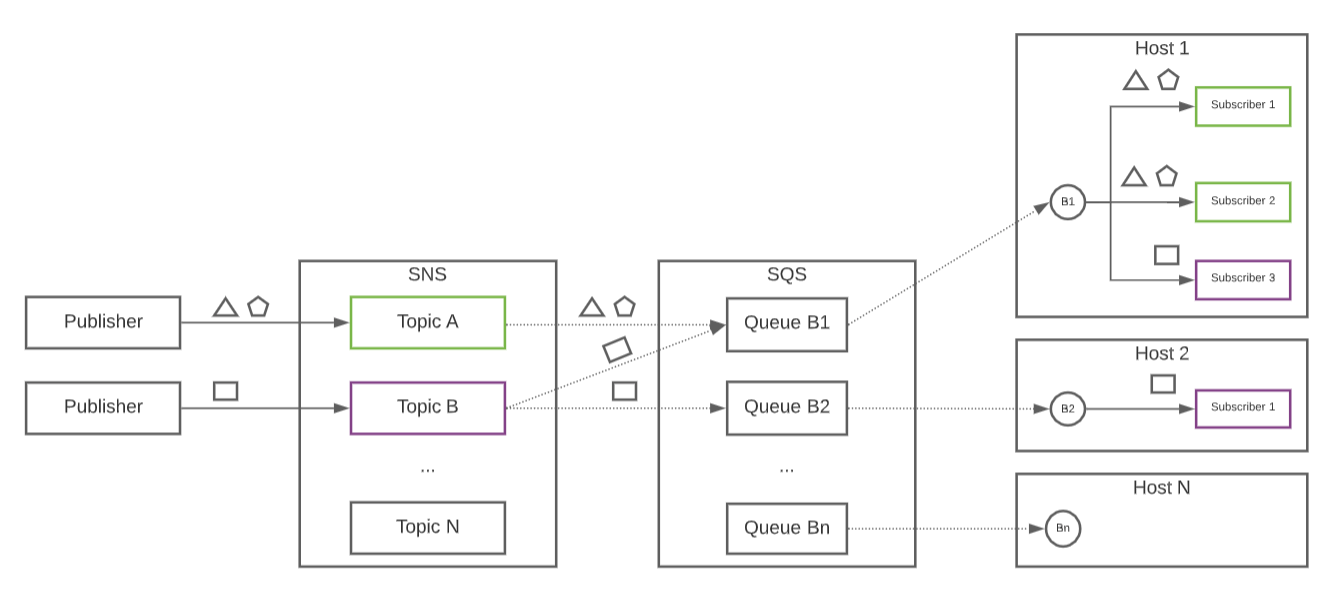 Host 1
Subscriber 1
B1
Subscriber 2
Subscriber 3
SNS
SQS
Publisher
Topic A
Queue B1
Publisher
Topic B
Queue B2
...
...
Topic N
Queue Bn
Host 2
B2
Subscriber 1
Host N
Bn